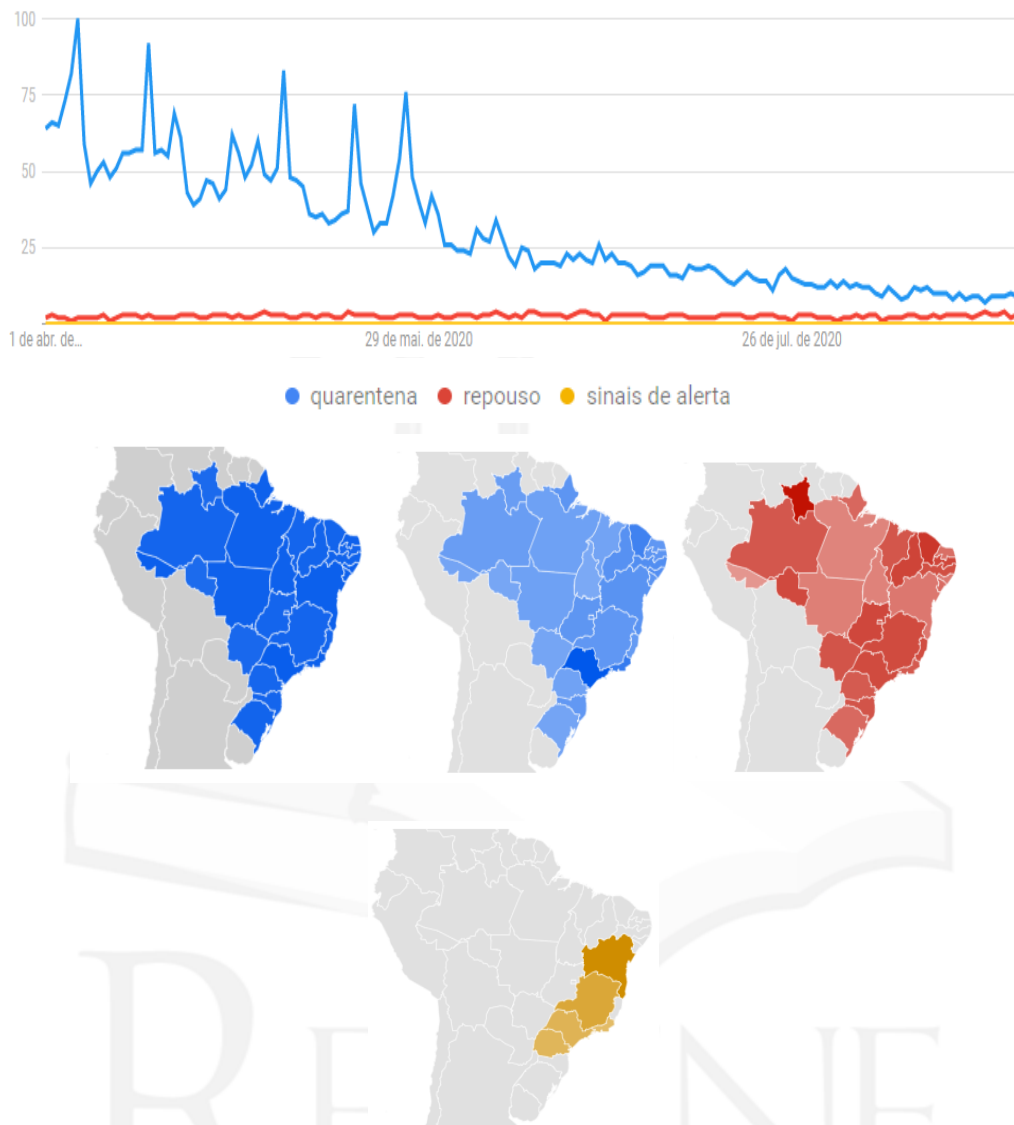 100
75
50
25
1 de abr. de...
29 de mai. de 2020
26 de jul. de 2020
quarentena
repouso
sinais de alerta